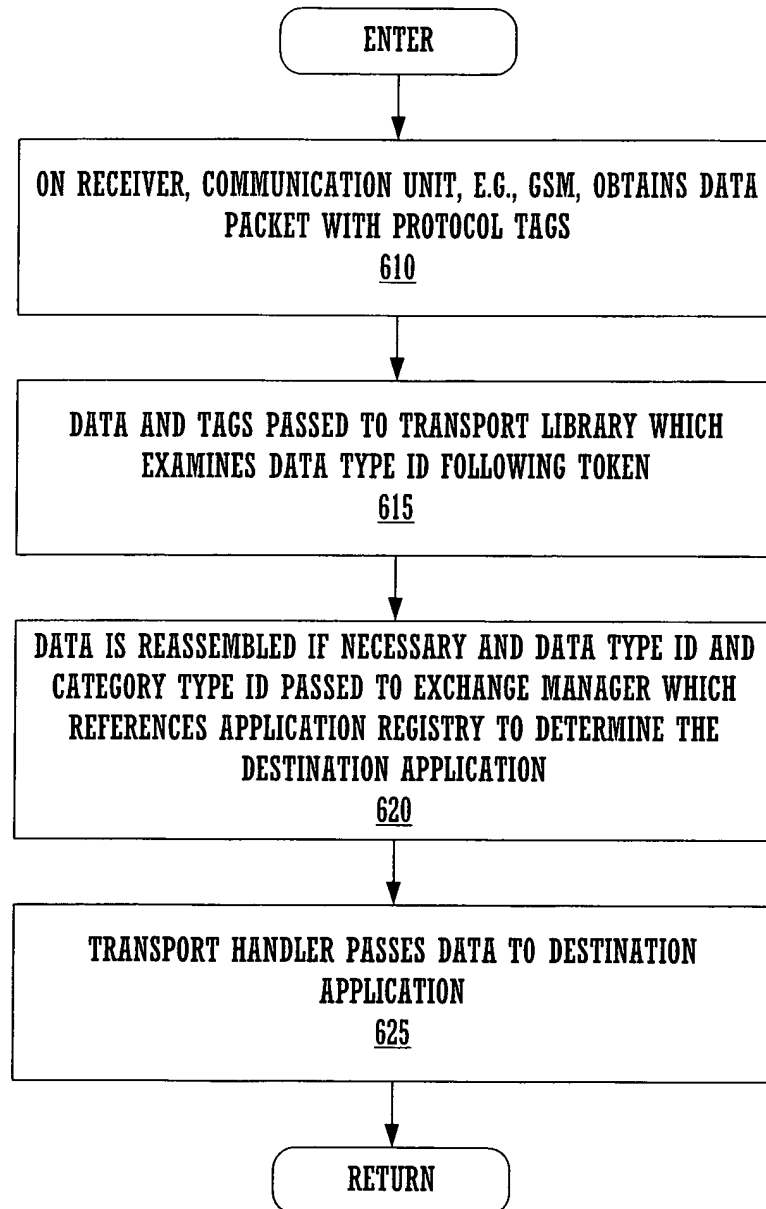 ENTER
ON RECEIVER, COMMUNICATION UNIT, E.G., GSM, OBTAINS DATA
PACKET WITH PROTOCOL TAGS
610
DATA AND TAGS PASSED TO TRANSPORT LIBRARY WHICH
EXAMINES DATA TYPE ID FOLLOWING TOKEN
615
DATA IS REASSEMBLED IF NECESSARY AND DATA TYPE ID AND
CATEGORY TYPE ID PASSED TO EXCHANGE MANAGER WHICH
REFERENCES APPLICATION REGISTRY TO DETERMINE THE
DESTINATION APPLICATION
620
TRANSPORT HANDLER PASSES DATA TO DESTINATION
APPLICATION
625
RETURN